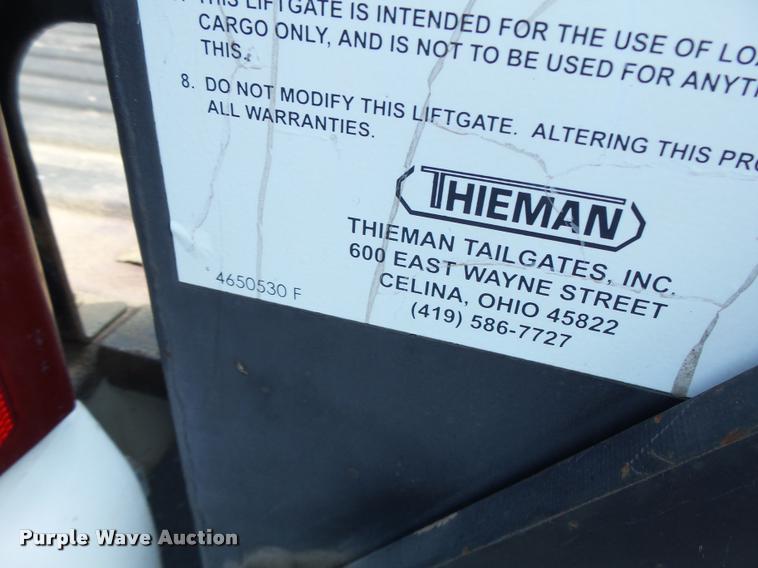 THIS LIFTGATE IS INTENDED FOR THE USE OF
CARGO ONLY, AND IS NOT TO BE USED FOR
THIS.
8. DO NOT MODIFY THIS LIFTGATE. ALTERING THIS
ALL WARRANTIES.
THIEMAN
THIEMAN TAILGATES, INC.
600 EAST WAYNE STREET
CELINA, OHIO 45822
(419) 586-7727
4650530 F
Purple Wave Auction